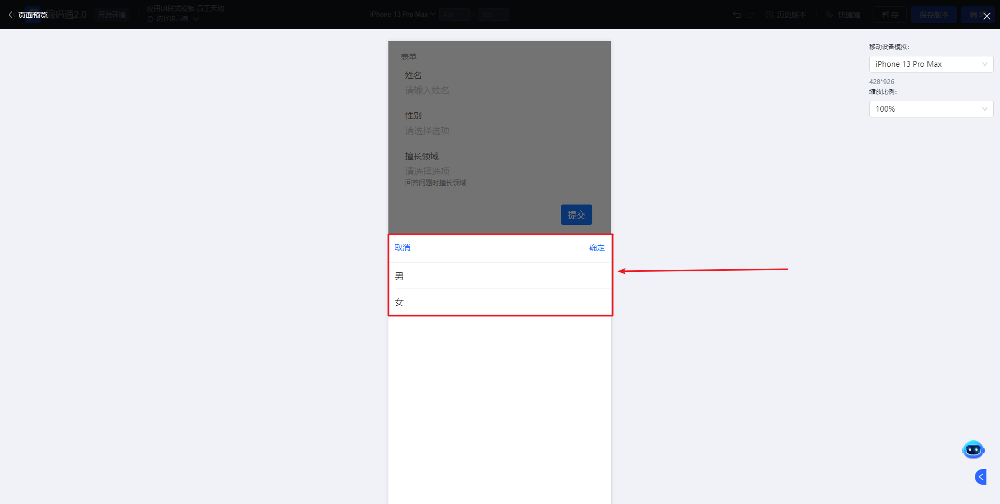 页面预览
编码通2.0
开发环境
应用UI样式模板-员工天地
选择组示例
iPhone 13 Pro Max
428 x 926
历史版本
快捷键
暂 存
保存版本
编 辑
表单
姓名
请输入姓名
性别
请选择选项
擅长领域
请选择选项
回答问题时擅长领域
提交
取消
确定
男
女
移动设备模拟:
iPhone 13 Pro Max
428*926
缩放比例:
100%